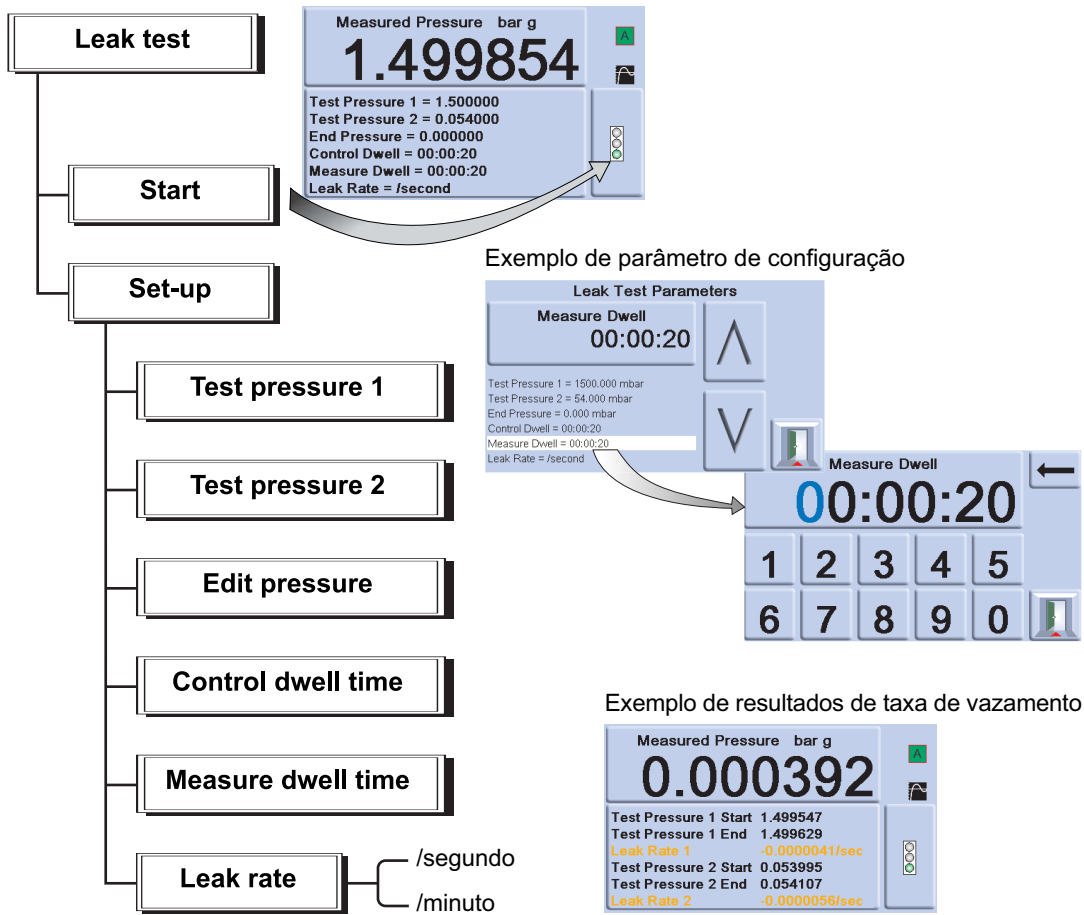 Leak test
Measured Pressure bar g
1.499854
A
Test Pressure 1 = 1.500000
Test Pressure 2 = 0.054000
End Pressure = 0.000000
Control Dwell = 00:00:20
Measure Dwell = 00:00:20
Leak Rate = /second
Start
Set-up
Exemplo de parâmetro de configuração
Leak Test Parameters
Measure Dwell
00:00:20
Test Pressure 1 = 1500.000 mbar
Test Pressure 2 = 54.000 mbar
End Pressure = 0.000 mbar
Control Dwell = 00:00:20
Measure Dwell = 00:00:20
Leak Rate = /second
Measure Dwell
00:00:20
1 2 3 4 5
6 7 8 9 0
Test pressure 1
Test pressure 2
Edit pressure
Control dwell time
Measure dwell time
Leak rate
/segundo
/minuto
Exemplo de resultados de taxa de vazamento
Measured Pressure bar g
0.000392
A
Test Pressure 1 Start 1.499547
Test Pressure 1 End 1.499629
Leak Rate 1 -0.0000041/sec
Test Pressure 2 Start 0.053995
Test Pressure 2 End 0.054107
Leak Rate 2 -0.0000056/sec